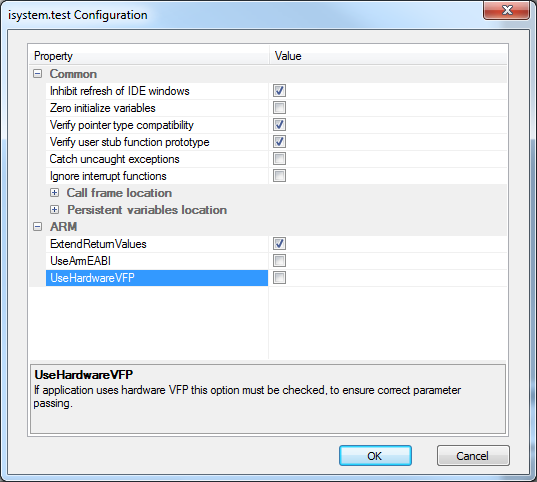 isystem.test Configuration
Property Value
Common
Inhibit refresh of IDE windows
Zero initialize variables
Verify pointer type compatibility
Verify user stub function prototype
Catch uncaught exceptions
Ignore interrupt functions
Call frame location
Persistent variables location
ARM
ExtendReturnValues
UseArmEABI
UseHardwareVFP
UseHardwareVFP
If application uses hardware VFP this option must be checked, to ensure correct parameter
passing.
OK Cancel